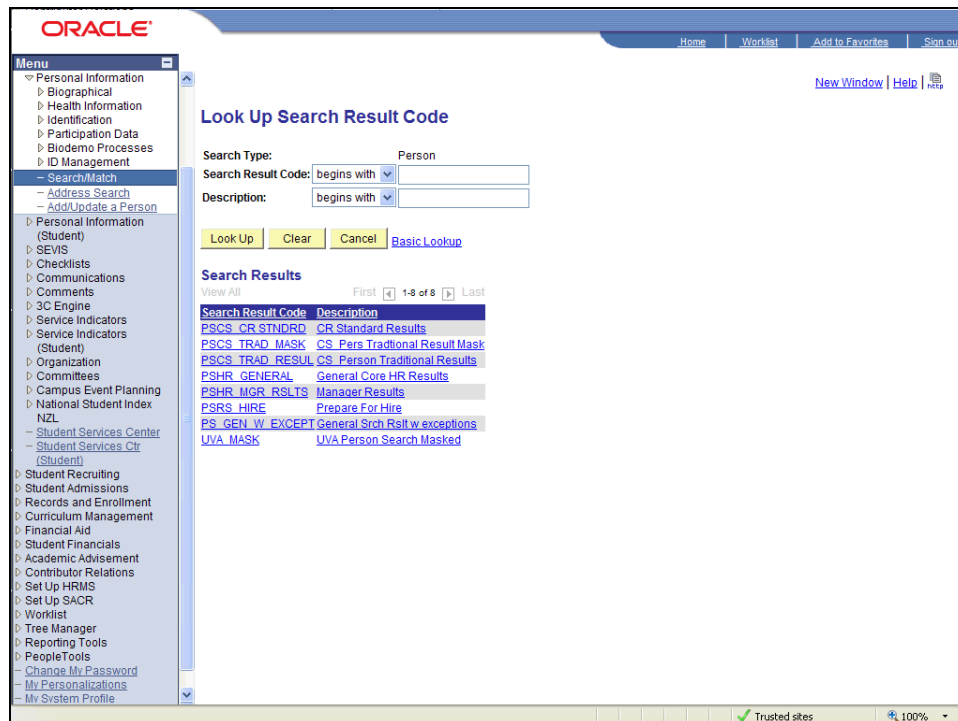 ORACLE
Home
Worklist
Add to Favorites
Sign ou
Menu
Personal Information
Biographical
Health Information
Identification
Participation Data
Biodemo Processes
ID Management
Search/Match
Address Search
Add/Update a Person
Personal Information
(Student)
SEVIS
Checklists
Communications
Comments
3C Engine
Service Indicators
Service Indicators
(Student)
Organization
Committees
Campus Event Planning
National Student Index
NZL
Student Services Center
Student Services Ctr
(Student)
Student Recruiting
Student Admissions
Records and Enrollment
Curriculum Management
Financial Aid
Student Financials
Academic Advisement
Contributor Relations
Set Up HRMS
Set Up SACR
Worklist
Tree Manager
Reporting Tools
PeopleTools
Change My Password
My Personalizations
My System Profile
New Window | Help | http
Look Up Search Result Code
Search Type: Person
Search Result Code: begins with
Description: begins with
Look Up Clear Cancel Basic Lookup
Search Results
View All First 1-8 of 8 Last
Search Result Code Description
PSCS_CR STNDRD CR Standard Results
PSCS_TRAD_MASK CS_Pers Tradtional Result Mask
PSCS_TRAD_RESUL CS_Person Traditional Results
PSHR_GENERAL General Core HR Results
PSHR_MGR_RSLTS Manager Results
PSRS_HIRE Prepare For Hire
PS_GEN_W_EXCEPT General Srch Rslt w exceptions
UVA_MASK UVA Person Search Masked
Trusted sites
100%